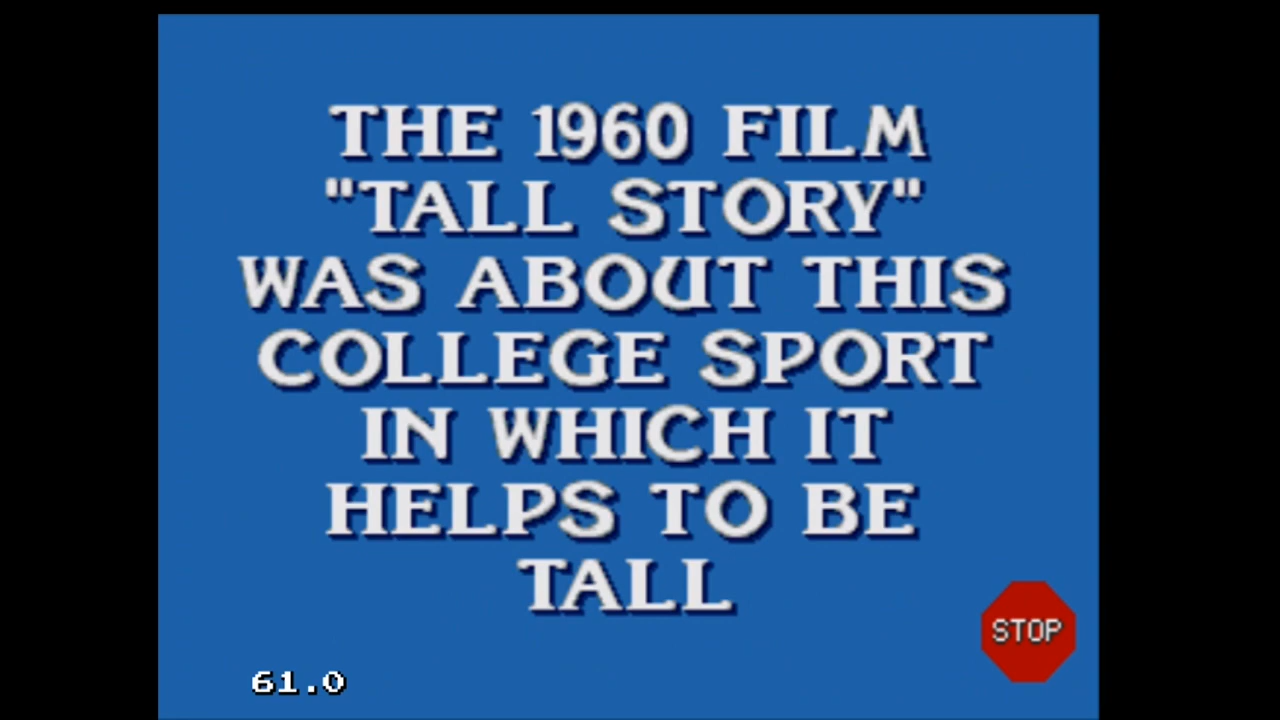 THE 1960 FILM
"TALL STORY"
WAS ABOUT THIS
COLLEGE SPORT
IN WHICH IT
HELPS TO BE
TALL
STOP
61.0